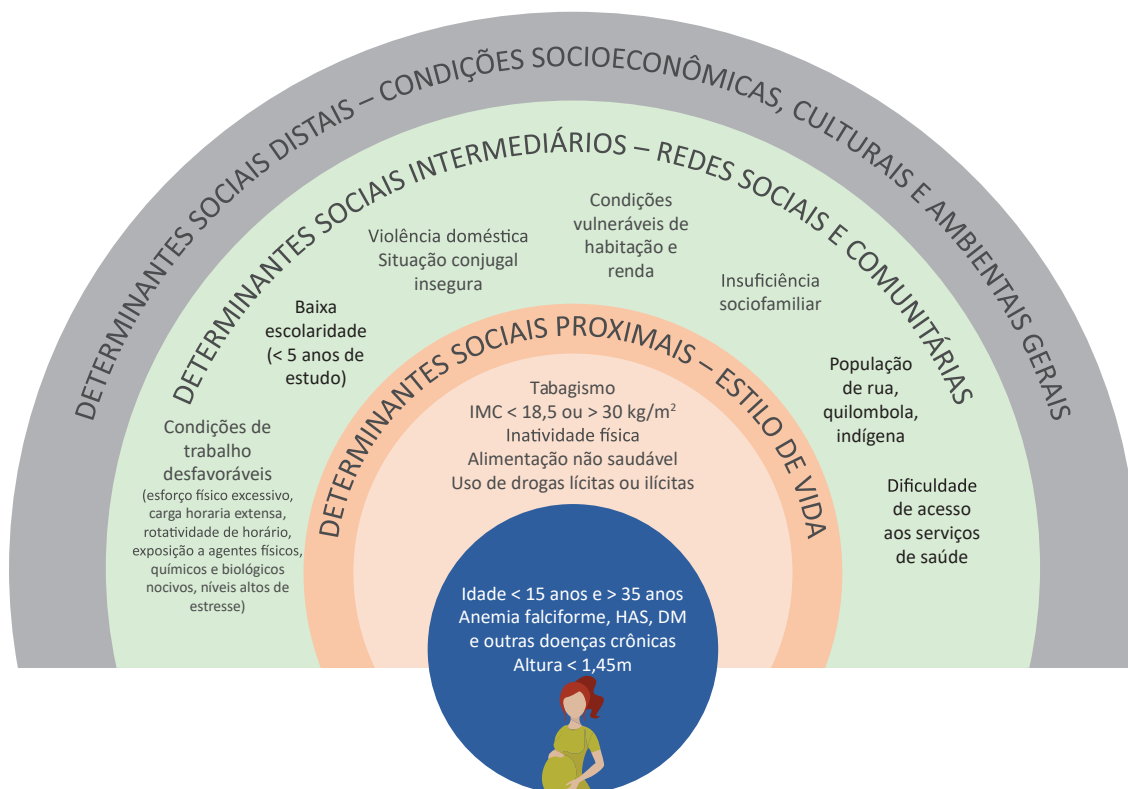 DETERMINANTES SOCIAIS DISTAIS – CONDIÇÕES SOCIOECONÔMICAS, CULTURAIS E AMBIENTAIS GERAIS
DETERMINANTES SOCIAIS INTERMEDIÁRIOS – REDES SOCIAIS E COMUNITÁRIAS
Condições de
trabalho
desfavoráveis
(esforço físico excessivo,
carga horaria extensa,
rotatividade de horário,
exposição a agentes físicos,
químicos e biológicos
nocivos, níveis altos de
estresse)
Baixa
escolaridade
(< 5 anos de
estudo)
Violência doméstica
Situação conjugal
insegura
Condições
vulneráveis de
habitação e
renda
Insuficiência
sociofamiliar
População
de rua,
quilombola,
indígena
Dificuldade
de acesso
aos serviços
de saúde
DETERMINANTES SOCIAIS PROXIMAIS – ESTILO DE VIDA
Tabagismo
IMC < 18,5 ou > 30 kg/m²
Inatividade física
Alimentação não saudável
Uso de drogas lícitas ou ilícitas
Idade < 15 anos e > 35 anos
Anemia falciforme, HAS, DM
e outras doenças crônicas
Altura < 1,45m